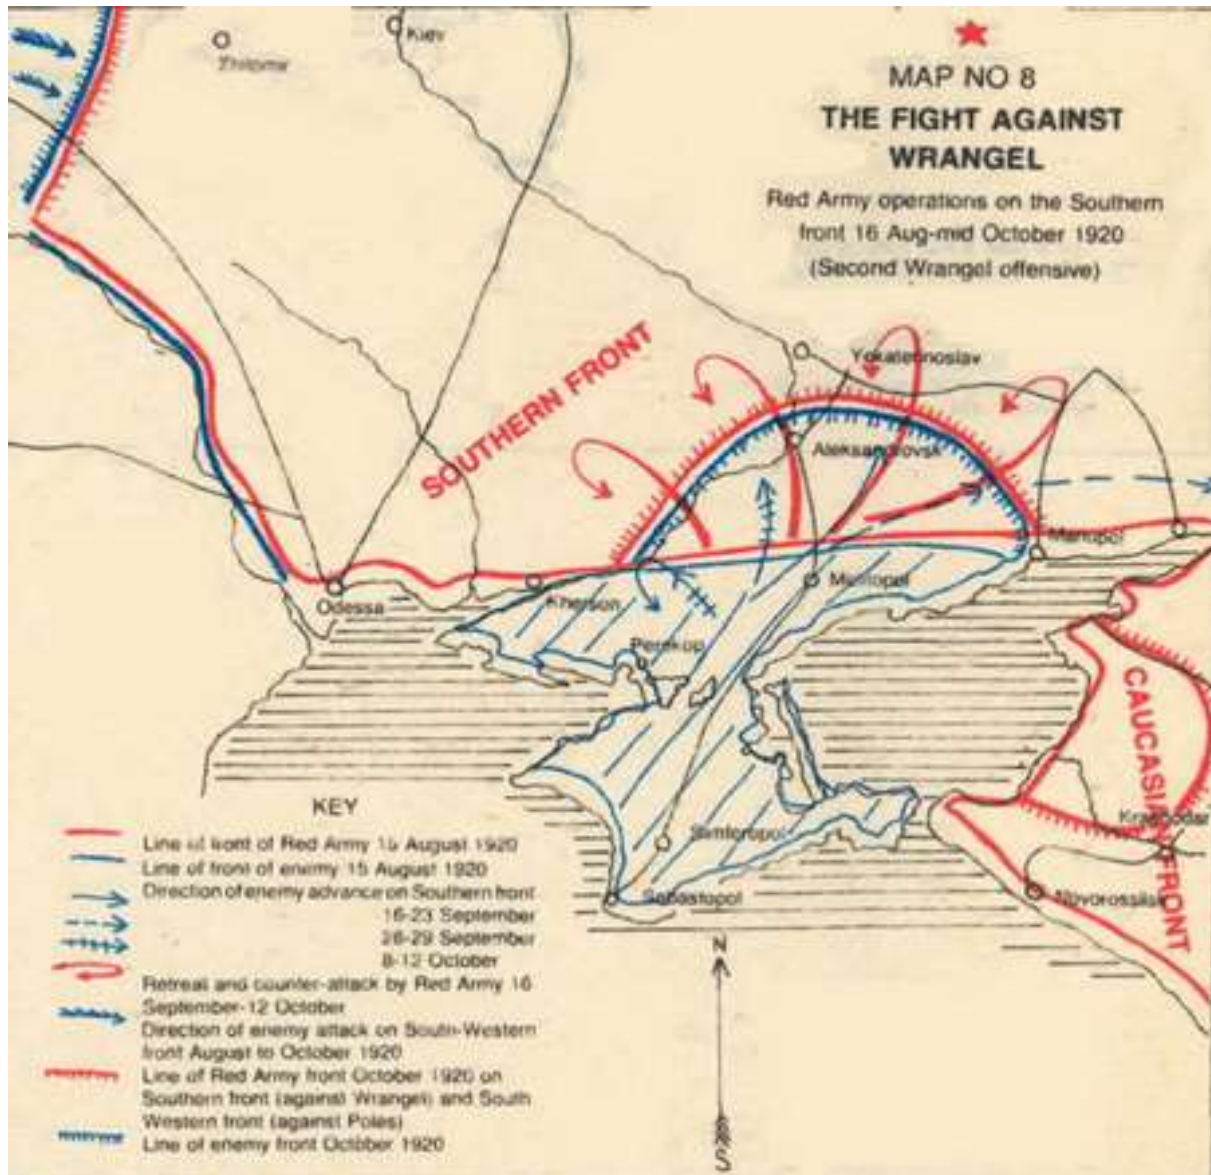 Kiev
MAP NO 8
THE FIGHT AGAINST
WRANGEL
Red Army operations on the Southern
front 16 Aug-mid October 1920
(Second Wrangel offensive)
SOUTHERN FRONT
Yekaterinoslav
Aleksandrovsk
Mariupol
Melitopol
Odessa
Kherson
Perekop
CAUCASIAN FRONT
Krasnodar
Simferopol
Sebastopol
Novorossiisk
KEY
Line of front of Red Army 15 August 1920
Line of front of enemy 15 August 1920
Direction of enemy advance on Southern front
16-23 September
26-29 September
8-12 October
Retreat and counter-attack by Red Army 16
September-12 October
Direction of enemy attack on South-Western
front August to October 1920
Line of Red Army front October 1920 on
Southern front (against Wrangel) and South
Western front (against Poles)
Line of enemy front October 1920
N
S